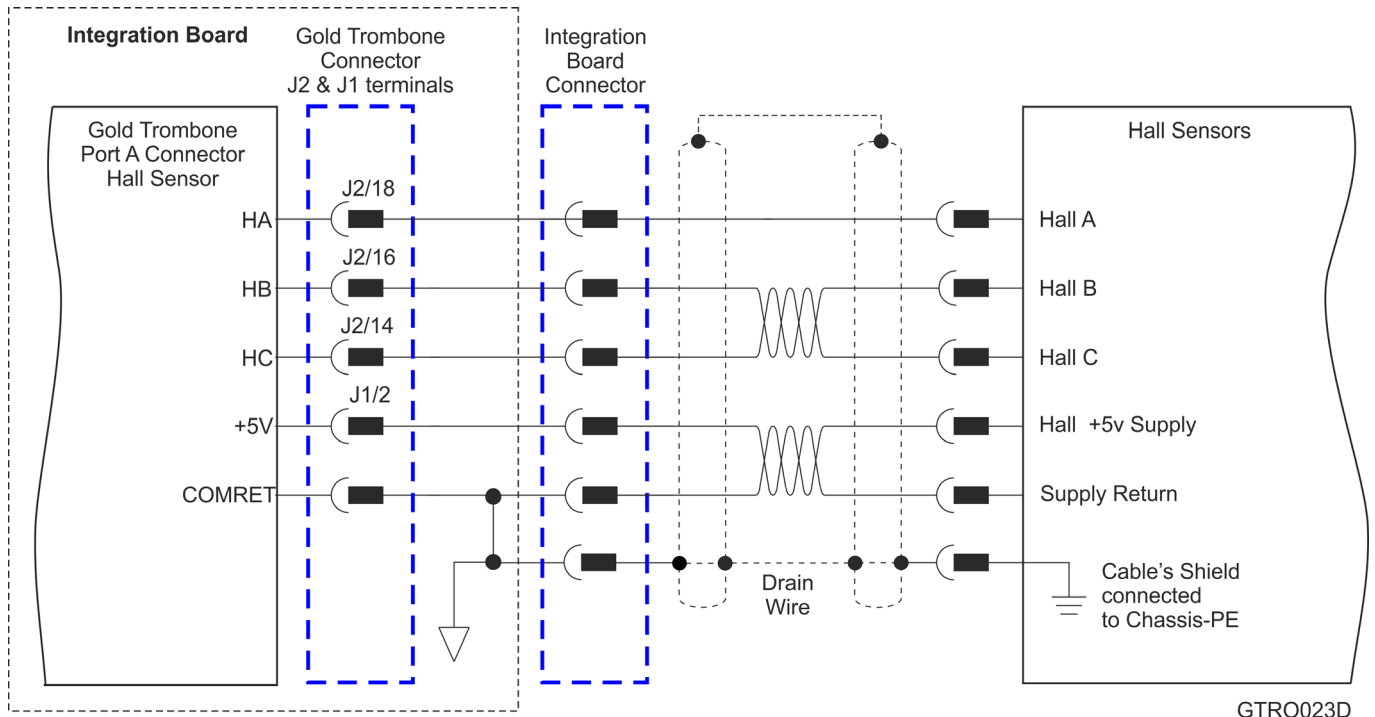 Integration Board
Gold Trombone
Connector
J2 & J1 terminals
Integration
Board
Connector
Gold Trombone
Port A Connector
Hall Sensor
Hall Sensors
J2/18
HA
Hall A
J2/16
HB
Hall B
J2/14
HC
Hall C
J1/2
+5V
Hall +5v Supply
COMRET
Supply Return
Drain
Wire
Cable's Shield
connected
to Chassis-PE
GTRO023D